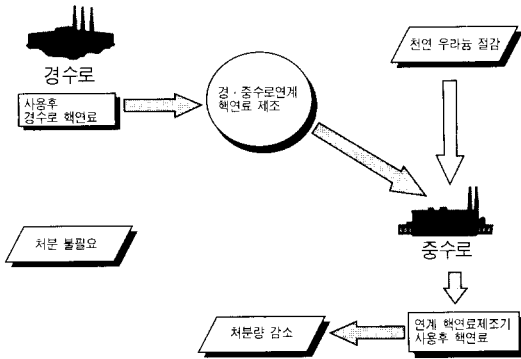 경수로
사용후
경수로 핵연료
경·중수로연계
핵연료 제조
천연 우라늄 절감
중수로
처분 불필요
연계 핵연료제조기
사용후 핵연료
처분량 감소